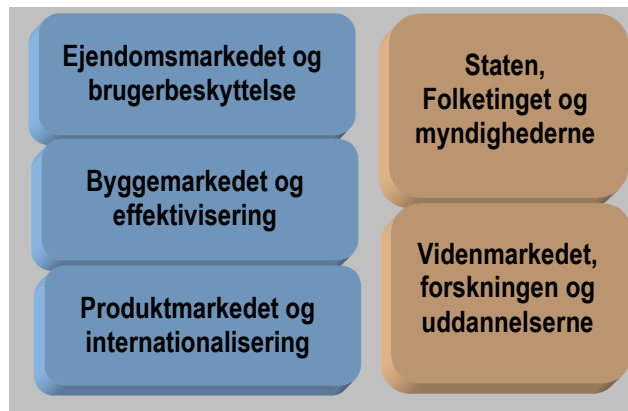 Ejendomsmarkedet og
brugerbeskyttelse
Byggemarkedet og
effektivisering
Produktmarkedet og
internationalisering
Staten,
Folketinget og
myndighederne
Videnmarkedet,
forskningen og
uddannelserne